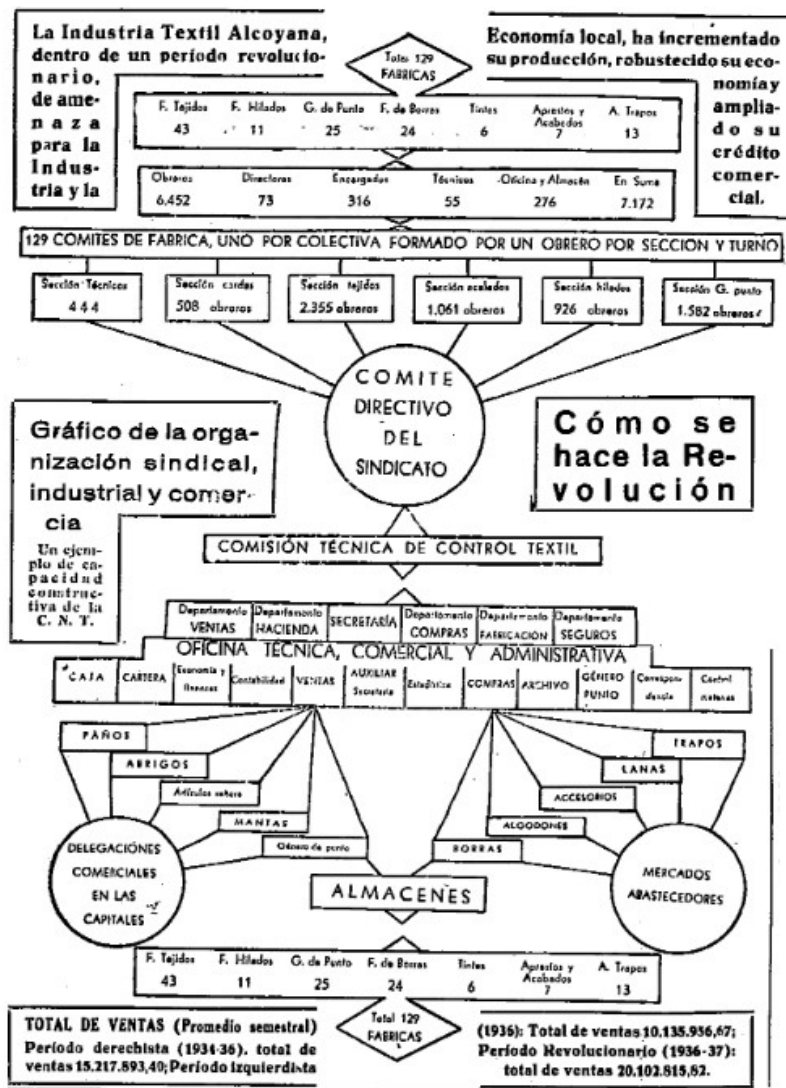 La Industria Textil Alcoyana,
dentro de un período revolucio-
nario,
de ame-
naza
para la
Indus-
tria y la
Total 129
FABRICAS
Economía local, ha incrementado
su producción, robustecido su eco-
nomía y
amplia-
do su
crédito
comer-
cial.
F. Tejidos F. Hilados G. de Punto F. de Borras Tintes Aprestos y Acabados A. Trapos
43 11 25 24 6 7 13
Obreros Directores Encargados Técnicos Oficina y Almacén En Suma
6.452 73 316 55 276 7.172
129 COMITES DE FABRICA, UNO POR COLECTIVA FORMADO POR UN OBRERO POR SECCION Y TURNO
Sección Técnicos
444
Sección cardas
508 obreros
Sección tejidos
2.355 obreros
Sección acabados
1.061 obreros
Sección hilados
926 obreros
Sección G. punto
1.582 obreros
COMITE
DIRECTIVO
DEL
SINDICATO
Gráfico de la orga-
nización sindical,
industrial y comer-
cia
Un ejem-
plo de ca-
pacidad
construc-
tiva de la
C. N. T.
Cómo se
hace la Re-
volución
COMISIÓN TÉCNICA DE CONTROL TEXTIL
Departamento
VENTAS
Departamento
HACIENDA
SECRETARÍA
Departamento
COMPRAS
Departamento
FABRICACIÓN
Departamento
SEGUROS
OFICINA TÉCNICA, COMERCIAL Y ADMINISTRATIVA
CAJA
CARTERA
Economía y
finanzas
Contabilidad
VENTAS
AUXILIAR
Secretaría
Estadística
COMPRAS
ARCHIVO
GÉNERO
PUNTO
Correspon-
dencia
Control
PAÑOS
ABRIGOS
Artículos
MANTAS
Género de punto
TRAPOS
LANAS
ACCESORIOS
ALGODONES
BORRAS
DELEGACIÓNES
COMERCIALES
EN LAS
CAPITALES
ALMACENES
MERCADOS
ABASTECEDORES
F. Tejidos F. Hilados G. de Punto F. de Borras Tintes Aprestos y Acabados A. Trapos
43 11 25 24 6 7 13
Total 129
FABRICAS
TOTAL DE VENTAS (Promedio semestral)
Período derechista (1934-36). total de
ventas 15.217.893,40; Período Izquierdista
(1936): Total de ventas 10.135.936,67;
Período Revolucionario (1936-37):
total de ventas 20.102.815,82.